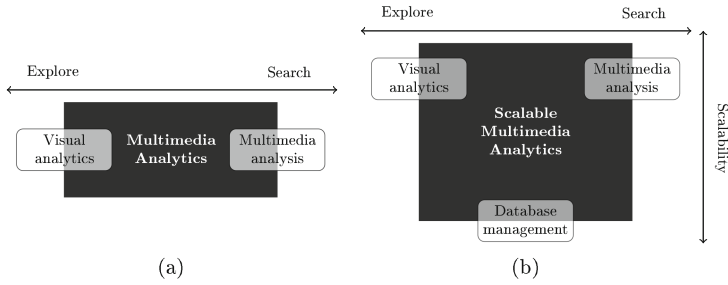 Explore
Search
Visual
analytics
Multimedia
Analytics
Multimedia
analysis
(a)
Explore
Search
Visual
analytics
Multimedia
analysis
Scalable
Multimedia
Analytics
Database
management
Scalability
(b)